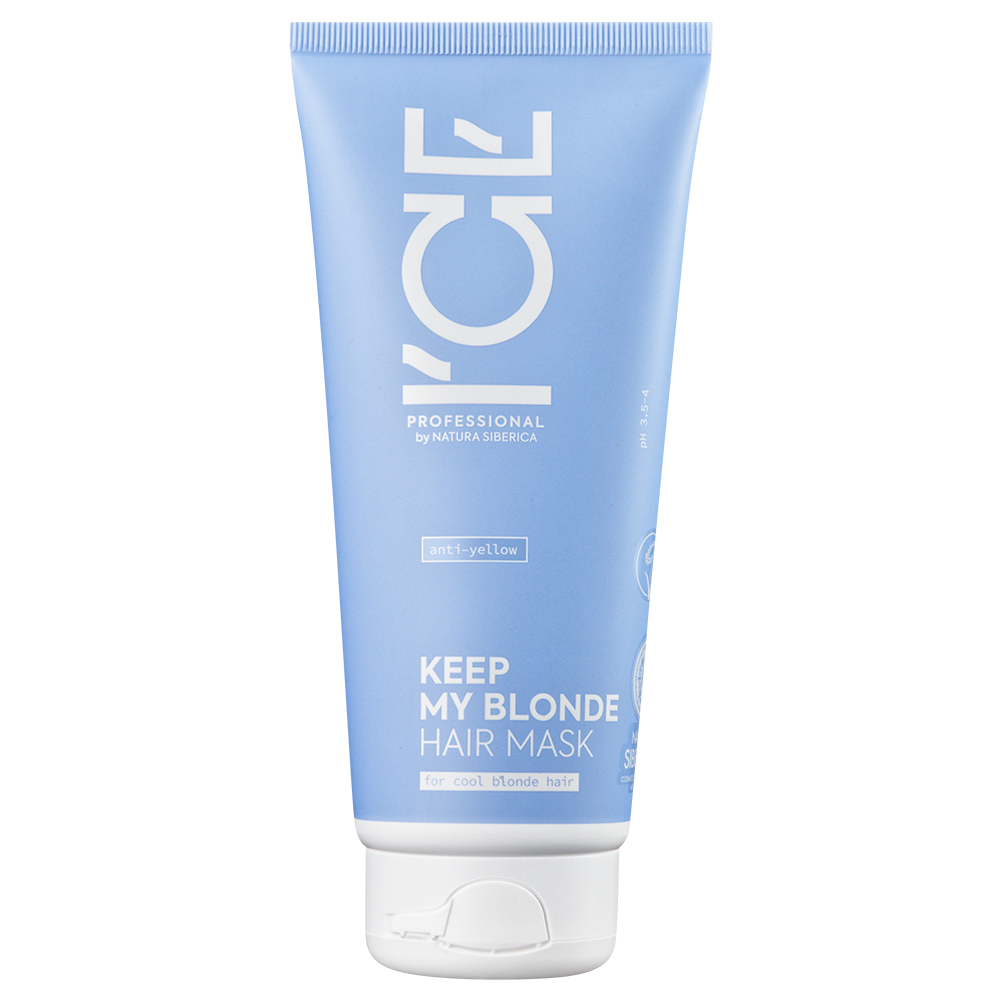 I'CÉ
PROFESSIONAL
by NATURA SIBERICA
pH 3.5-4
anti-yellow
KEEP
MY BLONDE
HAIR MASK
for cool blonde hair